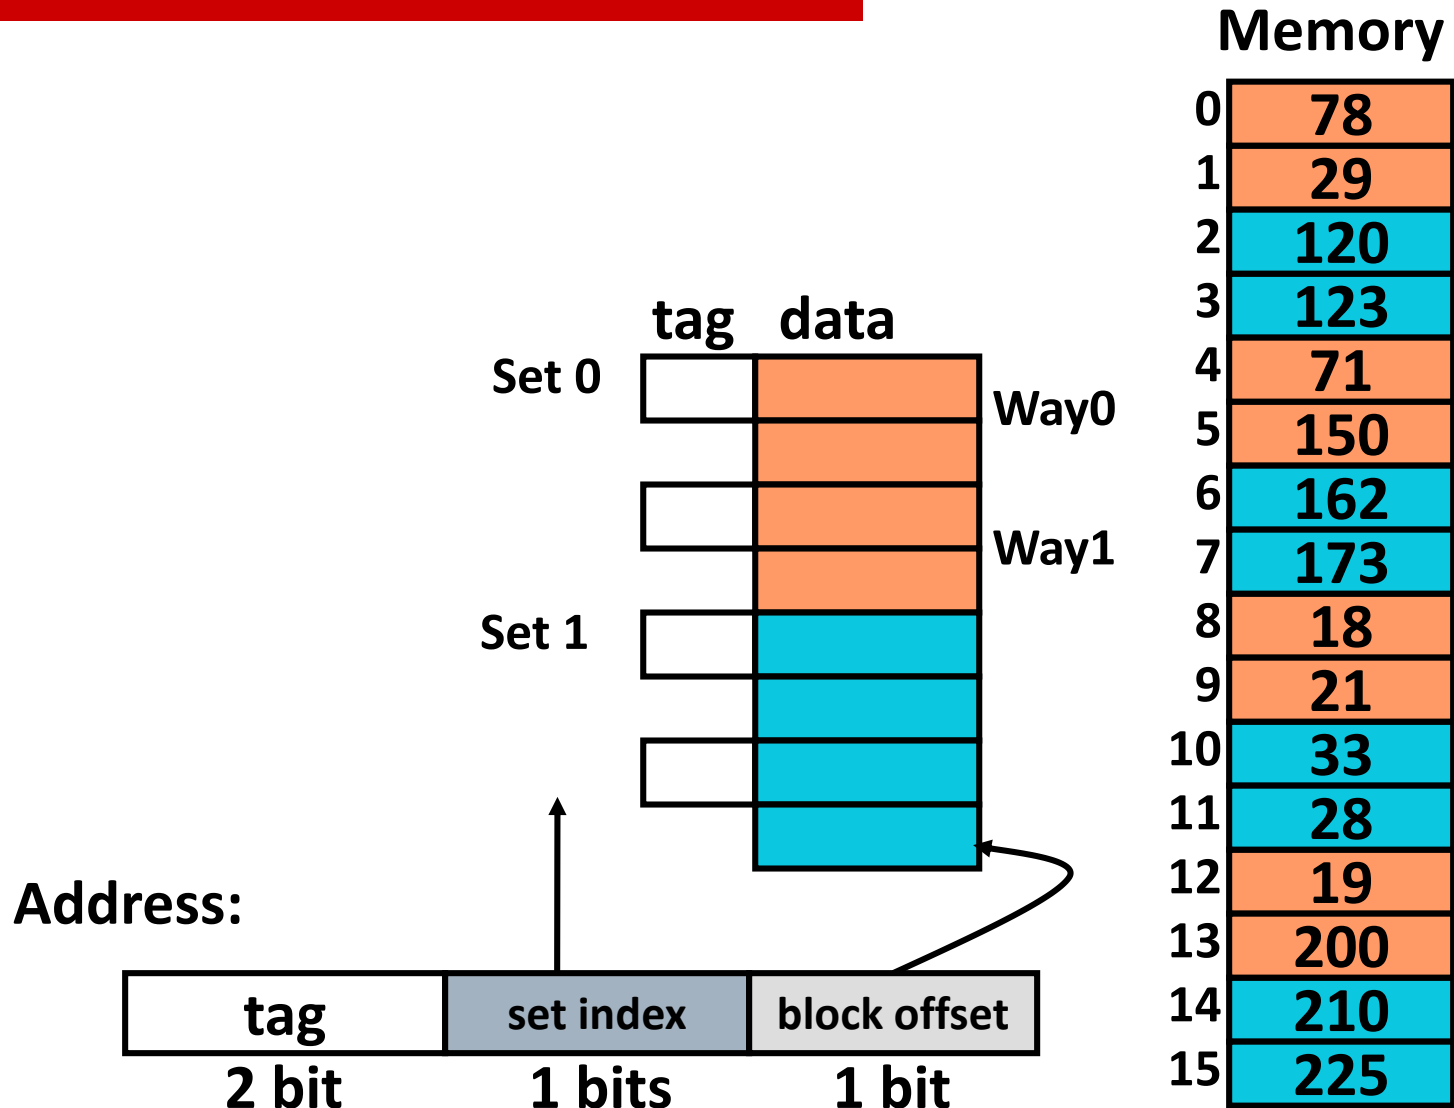 Memory
0 78
1 29
2 120
3 123
4 71
5 150
6 162
7 173
8 18
9 21
10 33
11 28
12 19
13 200
14 210
15 225
tag data
Set 0
Way0
Way1
Set 1
Address:
tag set index block offset
2 bit 1 bits 1 bit